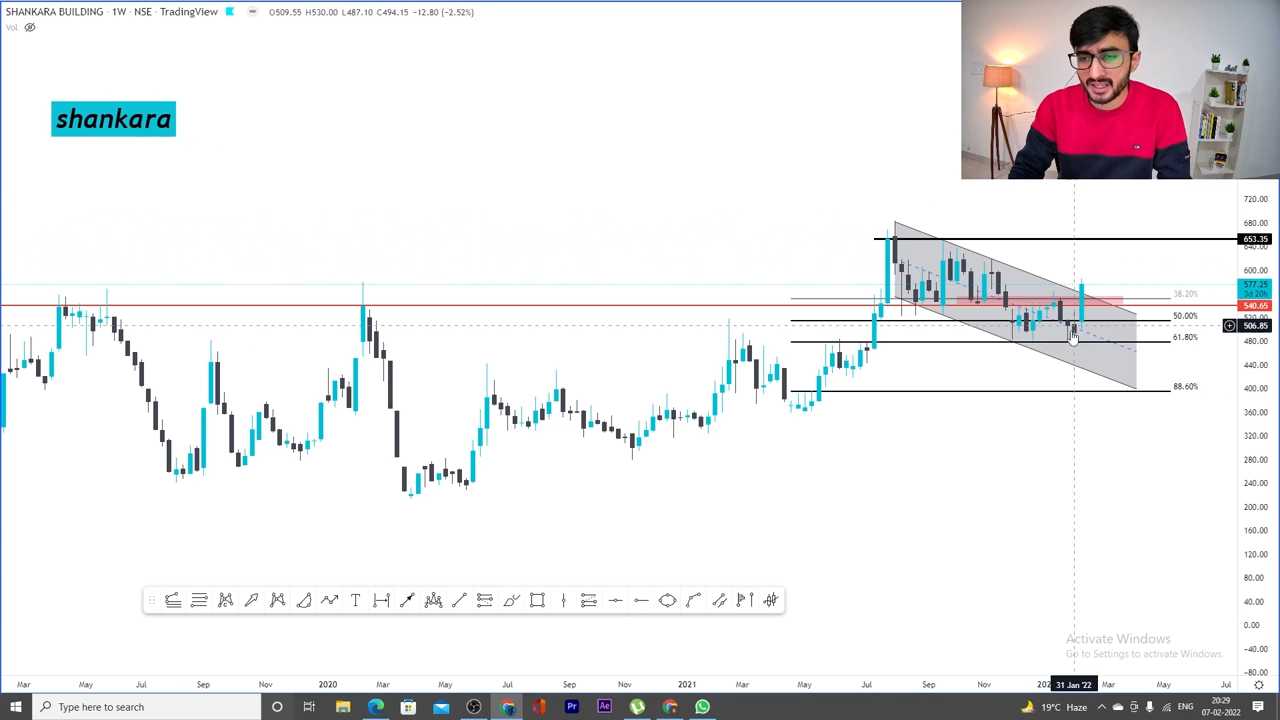 SHANKARA BUILDING · 1W · NSE · TradingView O509.55 H530.00 L487.10 C494.15 −12.80 (−2.52%)
Vol
shankara
720.00
680.00
653.35
640.00
600.00
577.25
3d 20h
38.20%
540.65
520.00
50.00%
506.85
61.80%
480.00
440.00
88.60%
400.00
360.00
320.00
280.00
240.00
200.00
160.00
120.00
80.00
40.00
0.00
−40.00
−80.00
Activate Windows
Go to Settings to activate Windows.
Mar May Jul Sep Nov 2020 Mar May Jul Sep Nov 2021 Mar May Jul Sep Nov 31 Jan '22 Mar May Jul
Type here to search
Pr
Ae
19°C Haze
ENG
20:29
07-02-2022